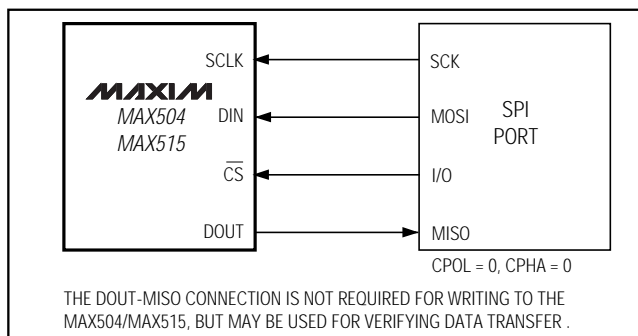 SCLK
SCK
MAXIM
MAX504
MAX515
DIN
MOSI
SPI
PORT
CS
I/O
DOUT
MISO
CPOL = 0, CPHA = 0
THE DOUT-MISO CONNECTION IS NOT REQUIRED FOR WRITING TO THE
MAX504/MAX515, BUT MAY BE USED FOR VERIFYING DATA TRANSFER .